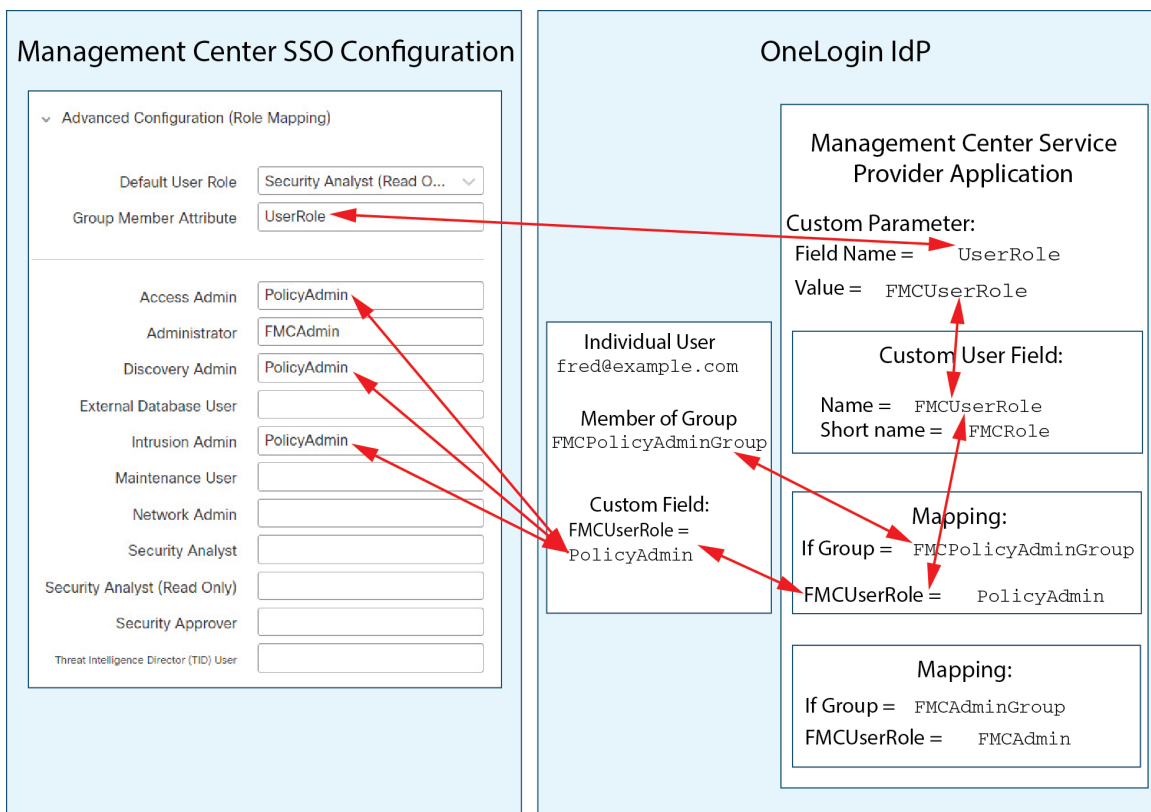 Management Center SSO Configuration
Advanced Configuration (Role Mapping)
Default User Role Security Analyst (Read O...
Group Member Attribute UserRole
Access Admin PolicyAdmin
Administrator FMCAdmin
Discovery Admin PolicyAdmin
External Database User
Intrusion Admin PolicyAdmin
Maintenance User
Network Admin
Security Analyst
Security Analyst (Read Only)
Security Approver
Threat Intelligence Director (TID) User
OneLogin IdP
Individual User
fred@example.com
Member of Group
FMCPolicyAdminGroup
Custom Field:
FMCUserRole =
PolicyAdmin
Management Center Service
Provider Application
Custom Parameter:
Field Name = UserRole
Value = FMCUserRole
Custom User Field:
Name = FMCUserRole
Short name = FMCRole
Mapping:
If Group = FMCPolicyAdminGroup
FMCUserRole = PolicyAdmin
Mapping:
If Group = FMCAdminGroup
FMCUserRole = FMCAdmin